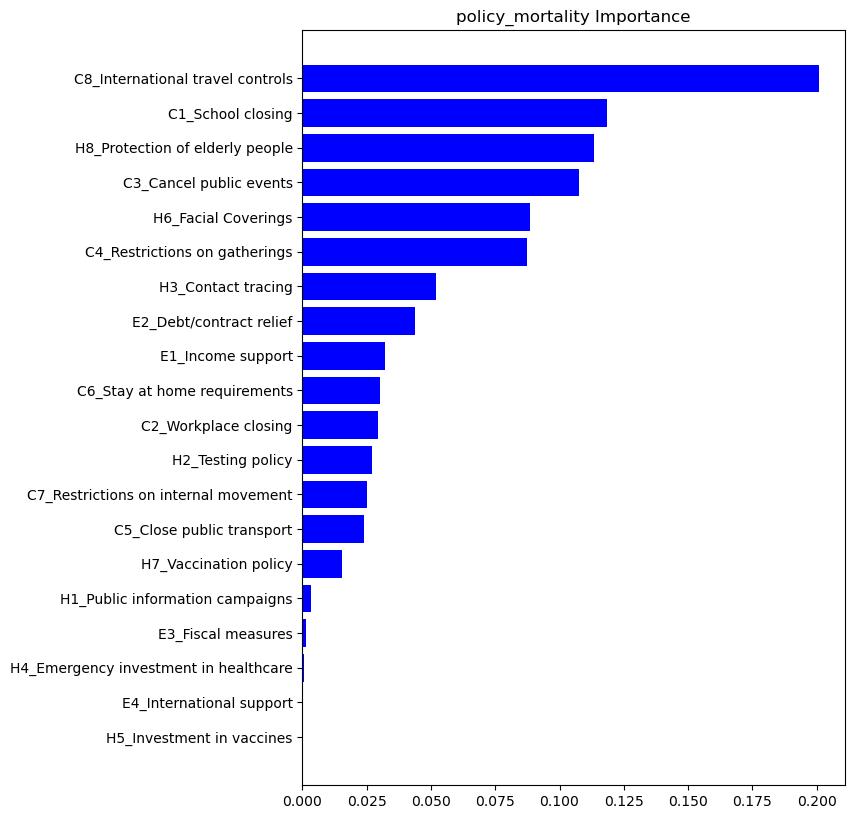 policy_mortality Importance
C8_International travel controls
C1_School closing
H8_Protection of elderly people
C3_Cancel public events
H6_Facial Coverings
C4_Restrictions on gatherings
H3_Contact tracing
E2_Debt/contract relief
E1_Income support
C6_Stay at home requirements
C2_Workplace closing
H2_Testing policy
C7_Restrictions on internal movement
C5_Close public transport
H7_Vaccination policy
H1_Public information campaigns
E3_Fiscal measures
H4_Emergency investment in healthcare
E4_International support
H5_Investment in vaccines
0.000 0.025 0.050 0.075 0.100 0.125 0.150 0.175 0.200